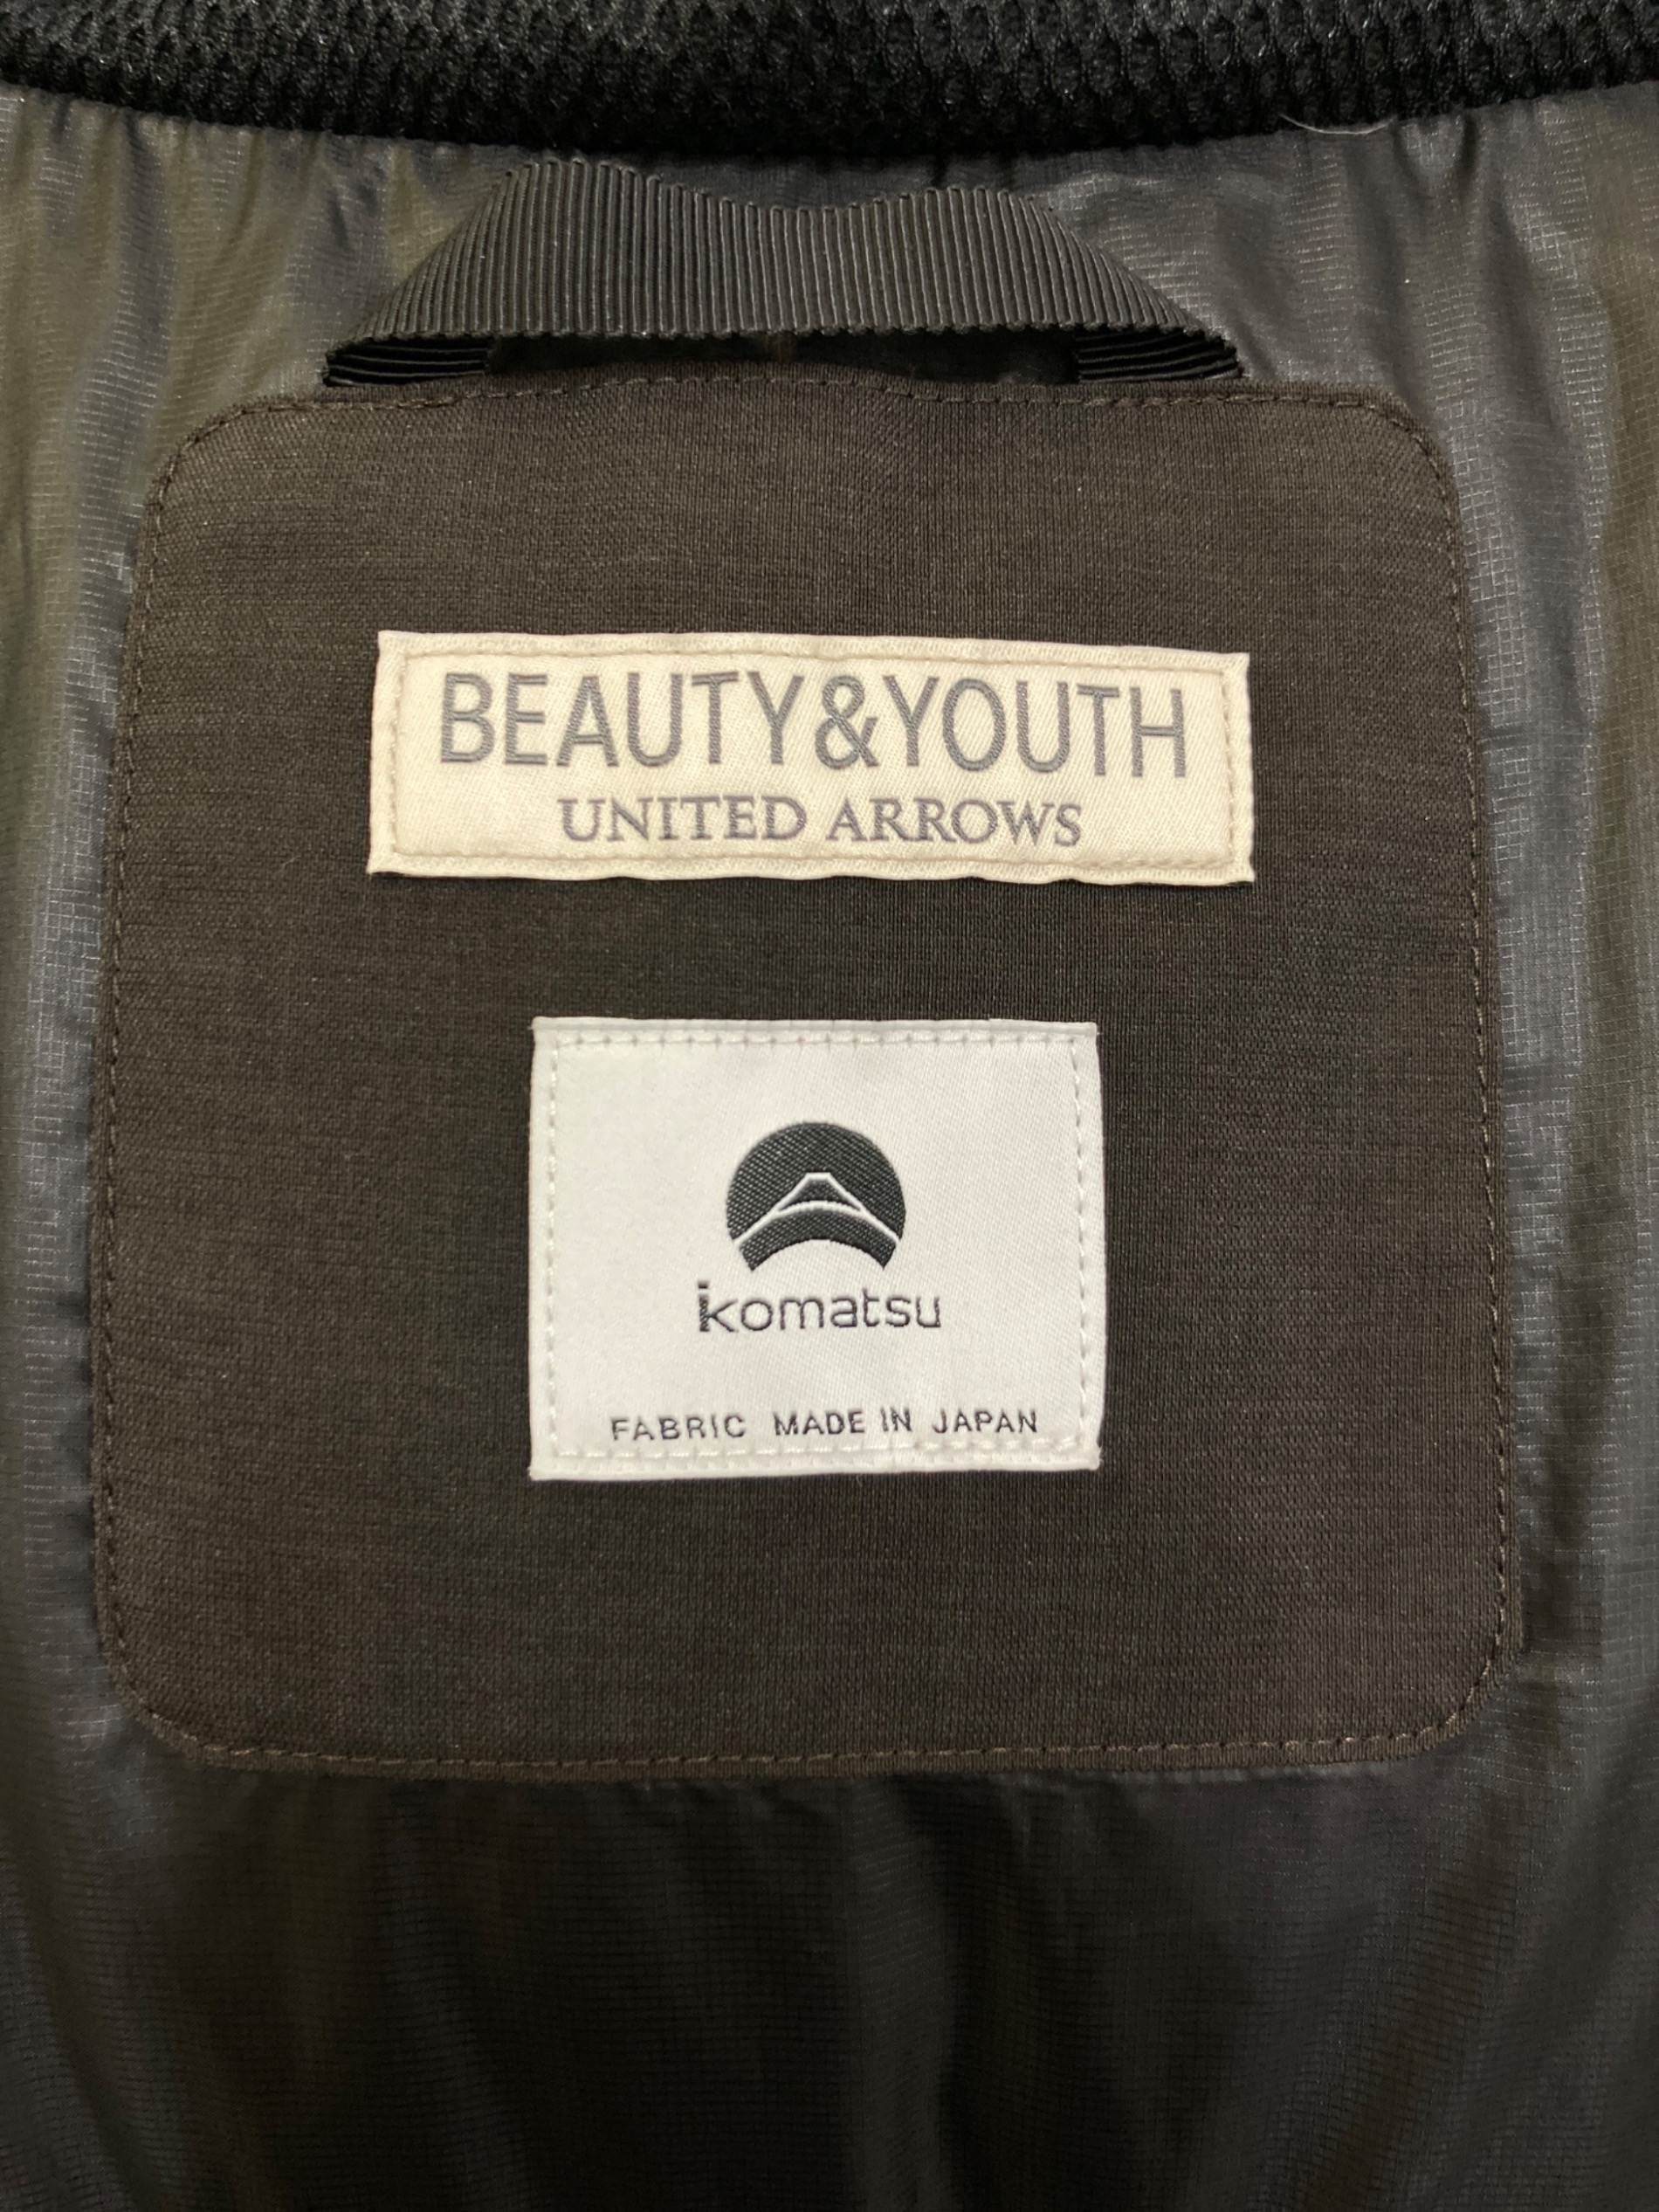 BEAUTY&YOUTH
UNITED ARROWS
komatsu
FABRIC MADE IN JAPAN